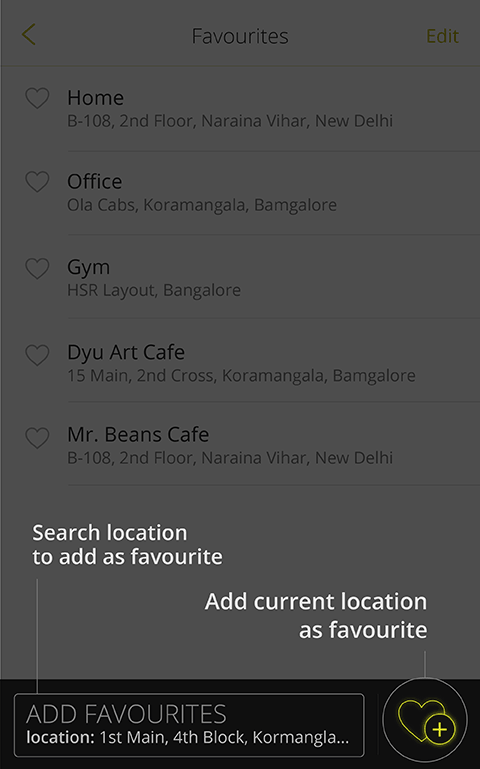 Favourites
Edit
Home
B-108, 2nd Floor, Naraina Vihar, New Delhi
Office
Ola Cabs, Koramangala, Bamgalore
Gym
HSR Layout, Bangalore
Dyu Art Cafe
15 Main, 2nd Cross, Koramangala, Bamgalore
Mr. Beans Cafe
B-108, 2nd Floor, Naraina Vihar, New Delhi
Search location
to add as favourite
Add current location
as favourite
ADD FAVOURITES
location: 1st Main, 4th Block, Kormangla...